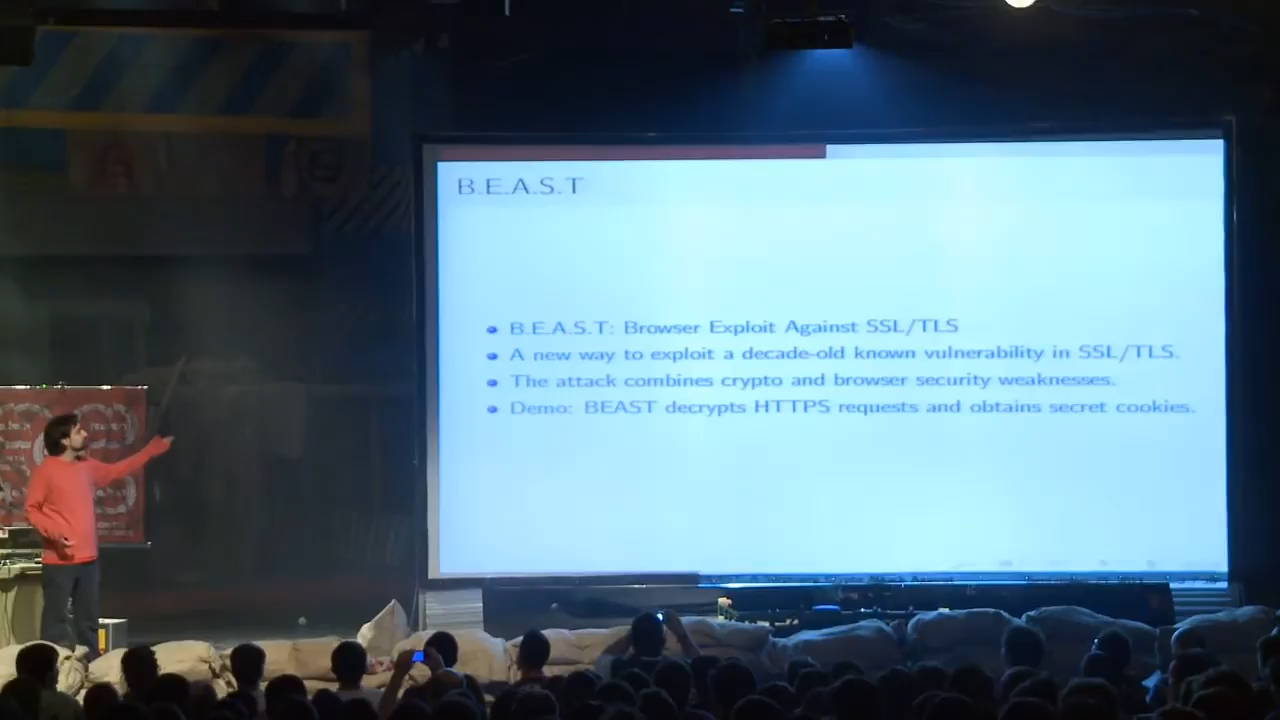 B.E.A.S.T
B.E.A.S.T: Browser Exploit Against SSL/TLS
A new way to exploit a decade-old known vulnerability in SSL/TLS.
The attack combines crypto and browser security weaknesses.
Demo: BEAST decrypts HTTPS requests and obtains secret cookies.